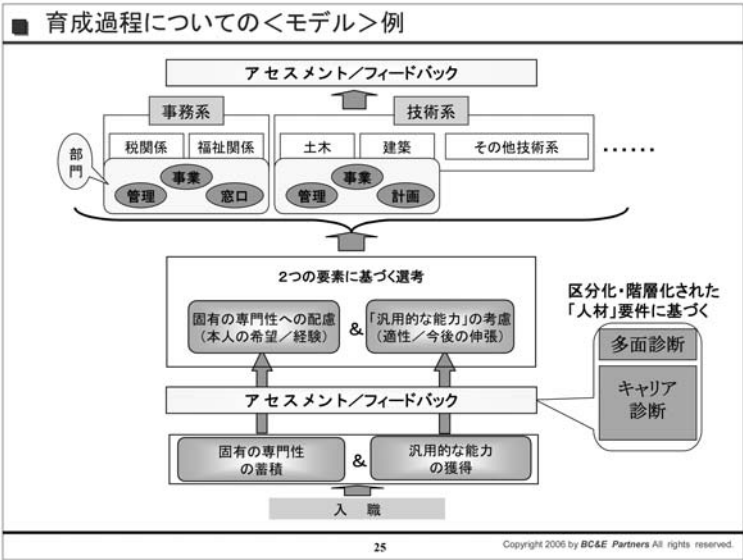 育成過程についての＜モデル＞例
アセスメント／フィードバック
事務系
技術系
税関係
福祉関係
土木
建築
その他技術系
……
部門
事業
管理
窓口
事業
管理
計画
2つの要素に基づく選考
固有の専門性への配慮
（本人の希望／経験）
&
「汎用的な能力」の考慮
（適性／今後の伸張）
区分化・階層化された
「人材」要件に基づく
多面診断
キャリア
診断
アセスメント／フィードバック
固有の専門性
の蓄積
&
汎用的な能力
の獲得
入　職
25
Copyright 2006 by BC&E Partners All rights reserved.